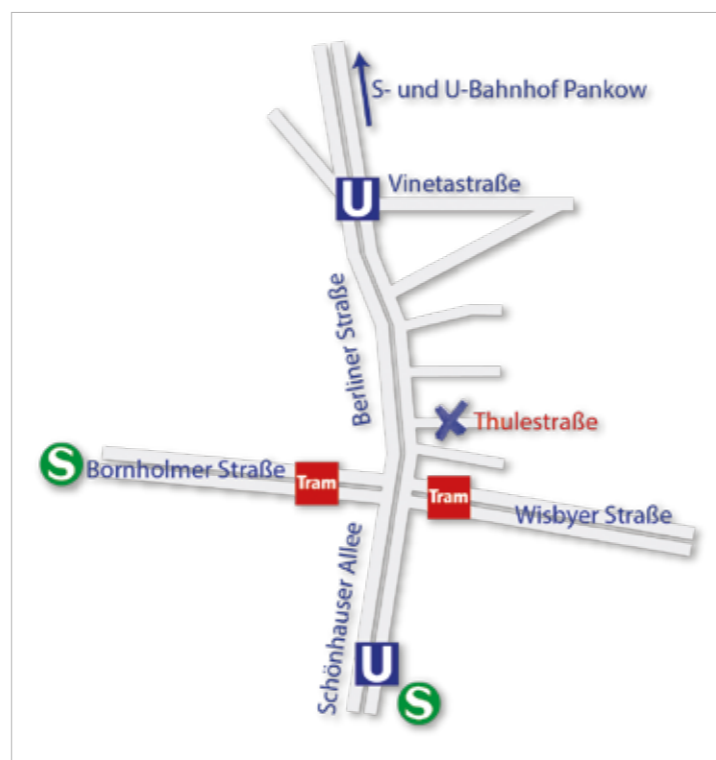 S- und U-Bahnhof Pankow
U
Vinetastraße
Berliner Straße
Thulestraße
S
Bornholmer Straße
Tram
Tram
Wisbyer Straße
Schönhauser Allee
U
S